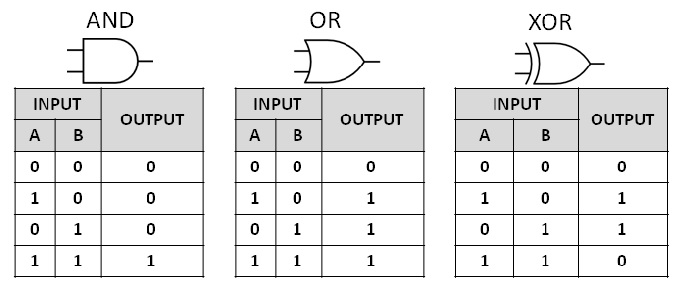 AND OR XOR
INPUT OUTPUT INPUT OUTPUT INPUT OUTPUT
A B A B A B
0 0 0 0 0 0 0 0 0
1 0 0 1 0 1 1 0 1
0 1 0 0 1 1 0 1 1
1 1 1 1 1 1 1 1 0